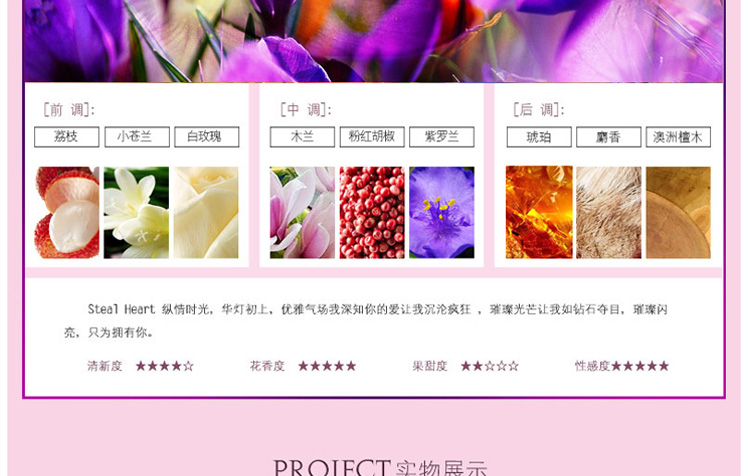 [前 调]:
荔枝 小苍兰 白玫瑰
[中 调]:
木兰 粉红胡椒 紫罗兰
[后 调]:
琥珀 麝香 澳洲檀木
Steal Heart 纵情时光，华灯初上，优雅气场我深知你的爱让我沉沦疯狂 ，璀璨光芒让我如钻石夺目，璀璨闪
亮，只为拥有你。
清新度 ★★★★☆ 花香度 ★★★★★ 果甜度 ★★☆☆☆ 性感度★★★★★
PROJECT 实物展示